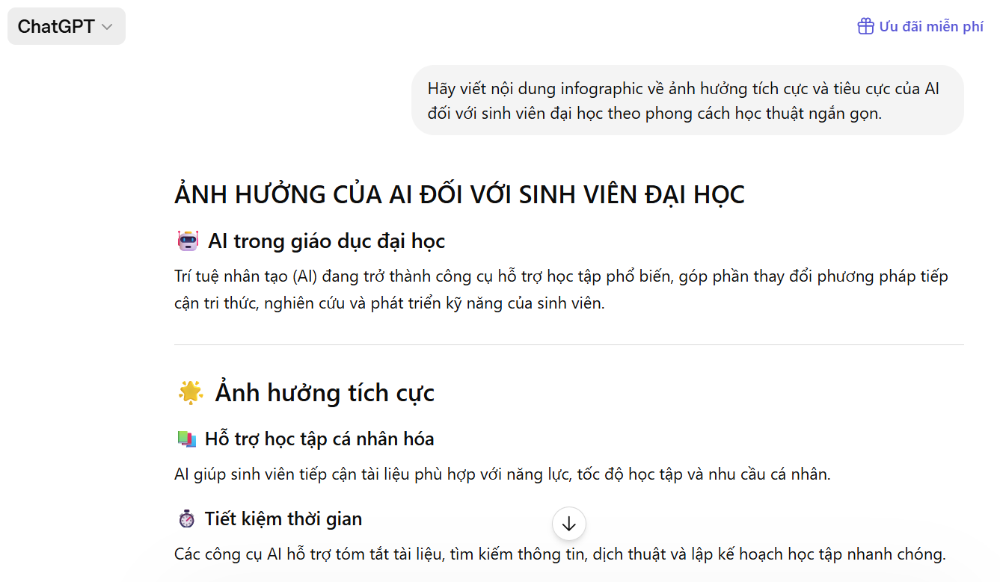 ChatGPT
Ưu đãi miễn phí
Hãy viết nội dung infographic về ảnh hưởng tích cực và tiêu cực của AI
đối với sinh viên đại học theo phong cách học thuật ngắn gọn.
ẢNH HƯỞNG CỦA AI ĐỐI VỚI SINH VIÊN ĐẠI HỌC
AI trong giáo dục đại học
Trí tuệ nhân tạo (AI) đang trở thành công cụ hỗ trợ học tập phổ biến, góp phần thay đổi phương pháp tiếp
cận tri thức, nghiên cứu và phát triển kỹ năng của sinh viên.
Ảnh hưởng tích cực
Hỗ trợ học tập cá nhân hóa
AI giúp sinh viên tiếp cận tài liệu phù hợp với năng lực, tốc độ học tập và nhu cầu cá nhân.
Tiết kiệm thời gian
Các công cụ AI hỗ trợ tóm tắt tài liệu, tìm kiếm thông tin, dịch thuật và lập kế hoạch học tập nhanh chóng.